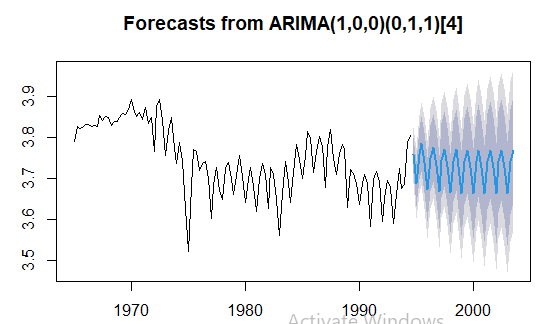 Forecasts from ARIMA(1,0,0)(0,1,1)[4]
3.9
3.8
3.7
3.6
3.5
1970 1980 1990 2000
Activate Windows